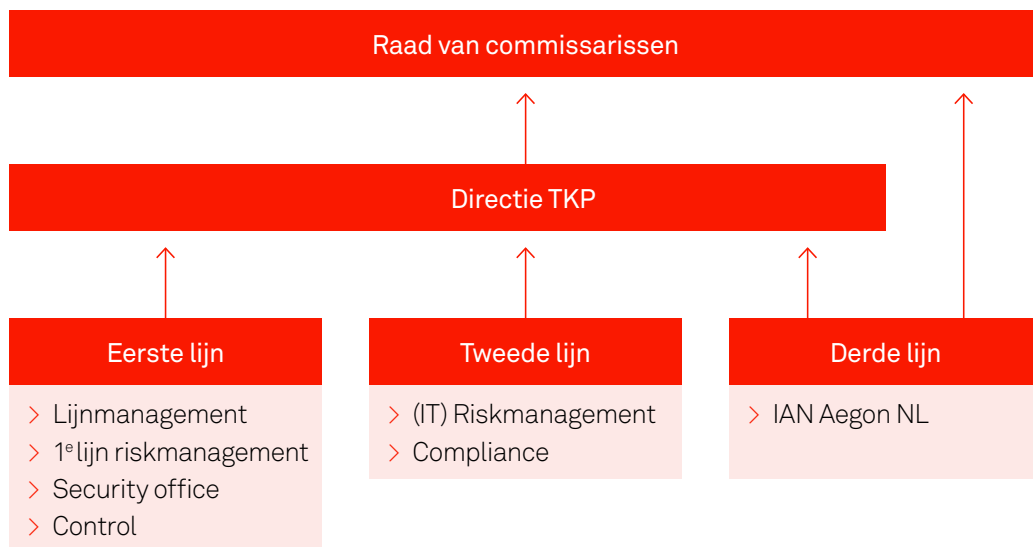 Raad van commissarissen
Directie TKP
Eerste lijn
> Lijnmanagement
> 1e lijn riskmanagement
> Security office
> Control
Tweede lijn
> (IT) Riskmanagement
> Compliance
Derde lijn
> IAN Aegon NL